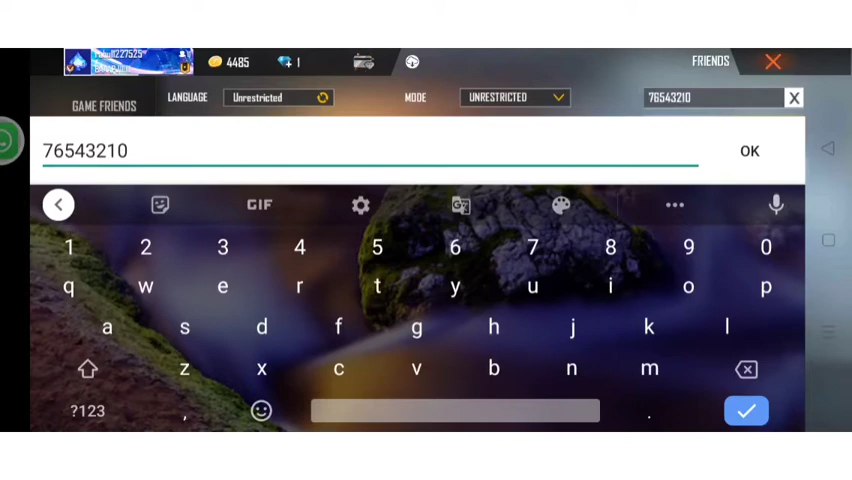 4485
1
FRIENDS
GAME FRIENDS
LANGUAGE
Unrestricted
MODE
UNRESTRICTED
76543210
X
76543210
OK
GIF
1 2 3 4 5 6 7 8 9 0
q w e r t y u i o p
a s d f g h j k l
z x c v b n m
?123 , .